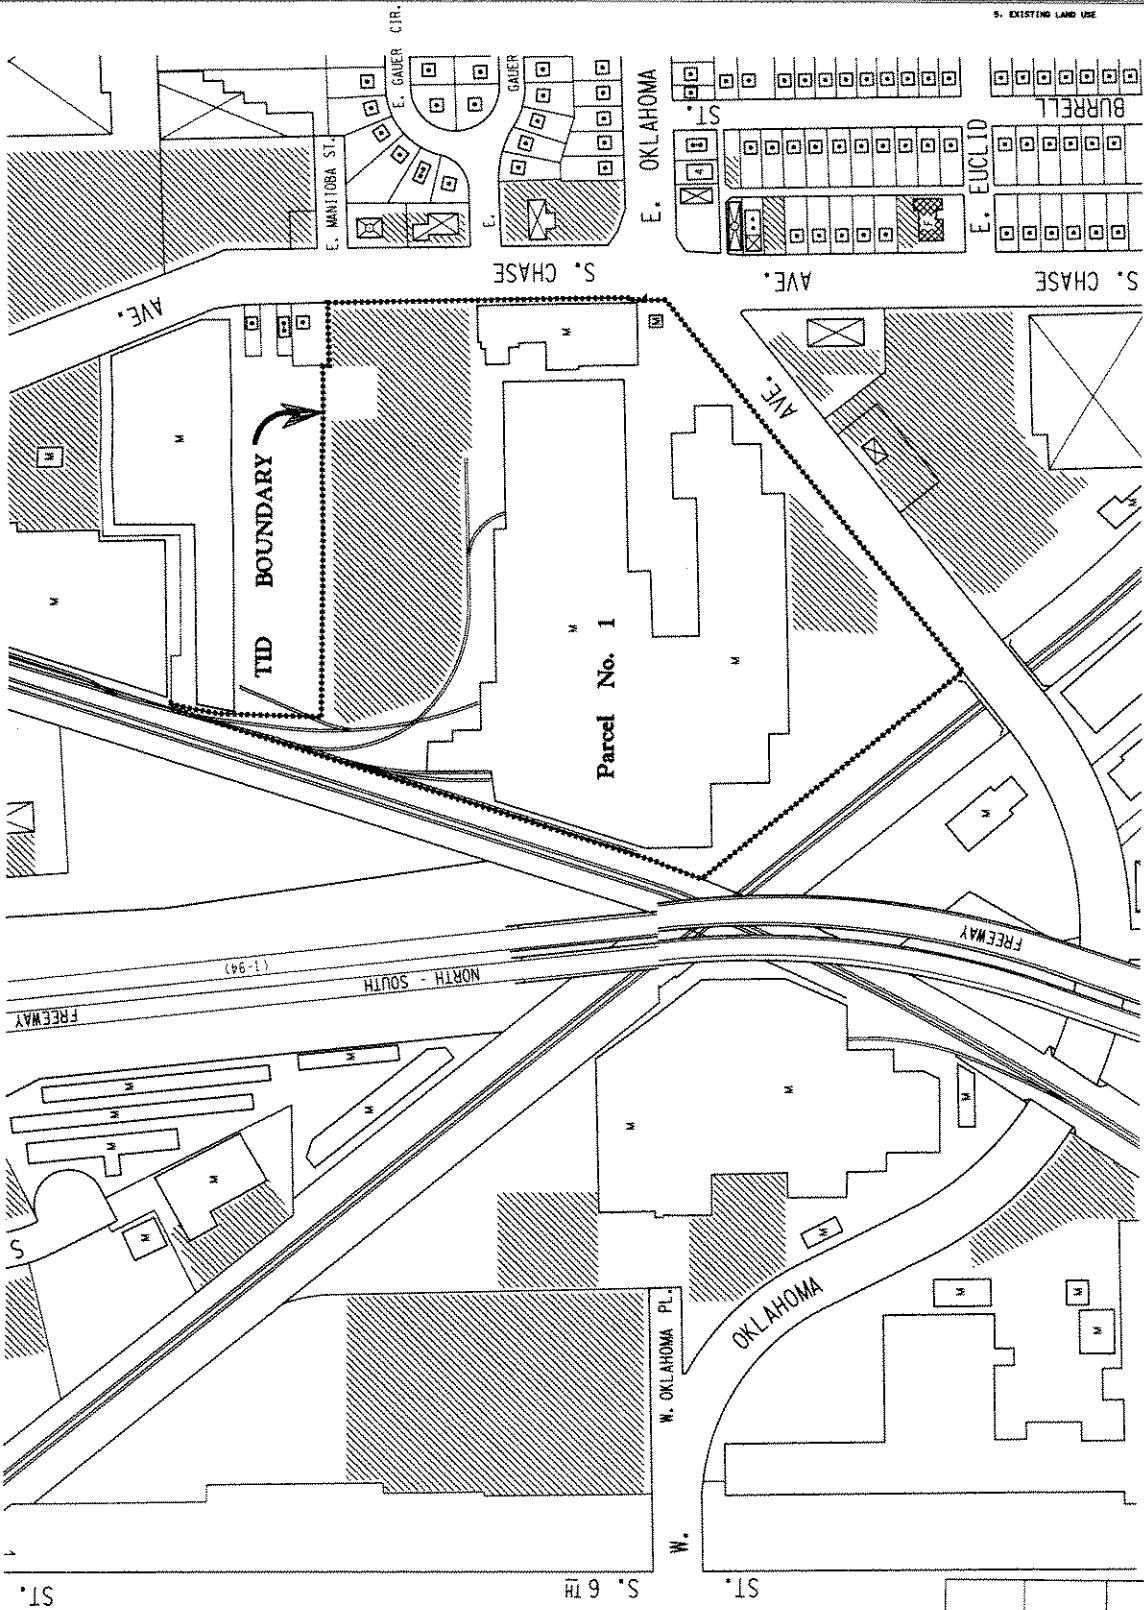 5. EXISTING LAND USE
E. GAUER CIR.
GAUER
E. OKLAHOMA
ST.
BURRELL
E. MANITOBA ST.
E.
E. EUCLID
S. CHASE
AVE.
S. CHASE
AVE.
M
M
M
M
M
AVE.
TID BOUNDARY
M
M
M
Parcel No. 1
M
FREEWAY
(I-94)
NORTH - SOUTH
FREEWAY
M
M
M
M
M
M
M
M
M
M
M
S
M
W. OKLAHOMA PL.
OKLAHOMA
M
M
M
W.
ST.
S. 6TH
ST.